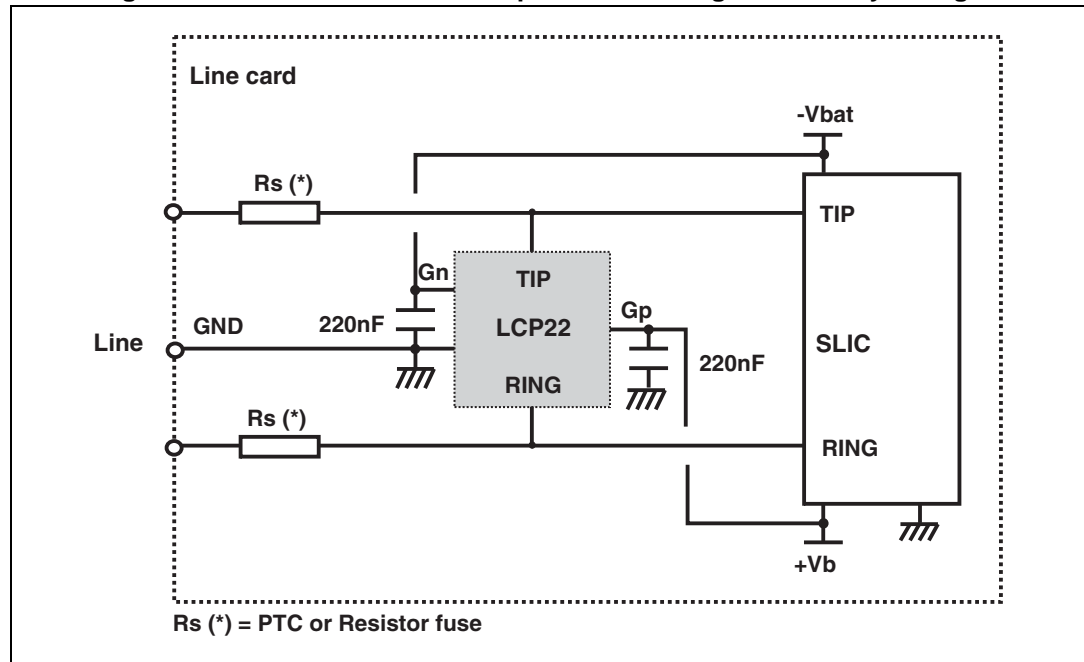 Line card
-Vbat
Rs (*)
TIP
Gn
TIP
Gp
Line
GND
220nF
LCP22
SLIC
220nF
RING
Rs (*)
RING
+Vb
Rs (*) = PTC or Resistor fuse